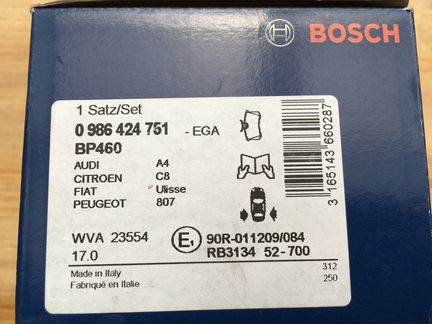 BOSCH
1 Satz/Set
0 986 424 751 - EGA
BP460
AUDI A4
CITROEN C8
FIAT Ulisse
PEUGEOT 807
3 165143 660287
WVA 23554
17.0
E1 90R-011209/084
RB3134 52-700
Made in Italy
Fabriqué en Italie
312
250